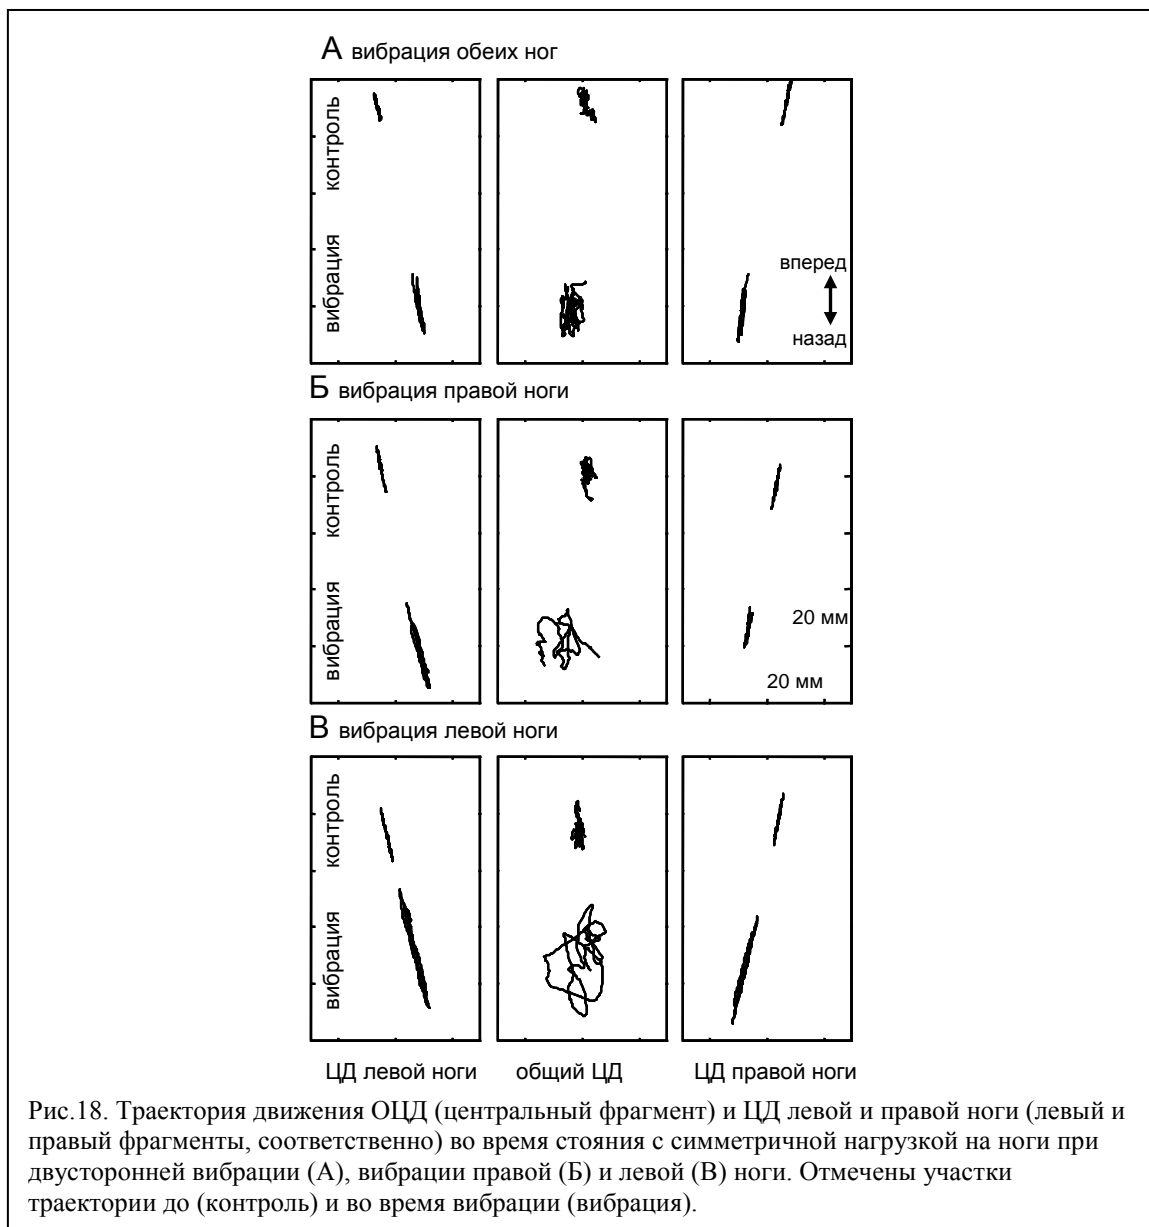 А вибрация обеих ног
контроль
вибрация
вперед
назад
Б вибрация правой ноги
контроль
вибрация
20 мм
20 мм
В вибрация левой ноги
контроль
вибрация
ЦД левой ноги
общий ЦД
ЦД правой ноги
Рис.18. Траектория движения ОЦД (центральный фрагмент) и ЦД левой и правой ноги (левый и
правый фрагменты, соответственно) во время стояния с симметричной нагрузкой на ноги при
двусторонней вибрации (А), вибрации правой (Б) и левой (В) ноги. Отмечены участки
траектории до (контроль) и во время вибрации (вибрация).